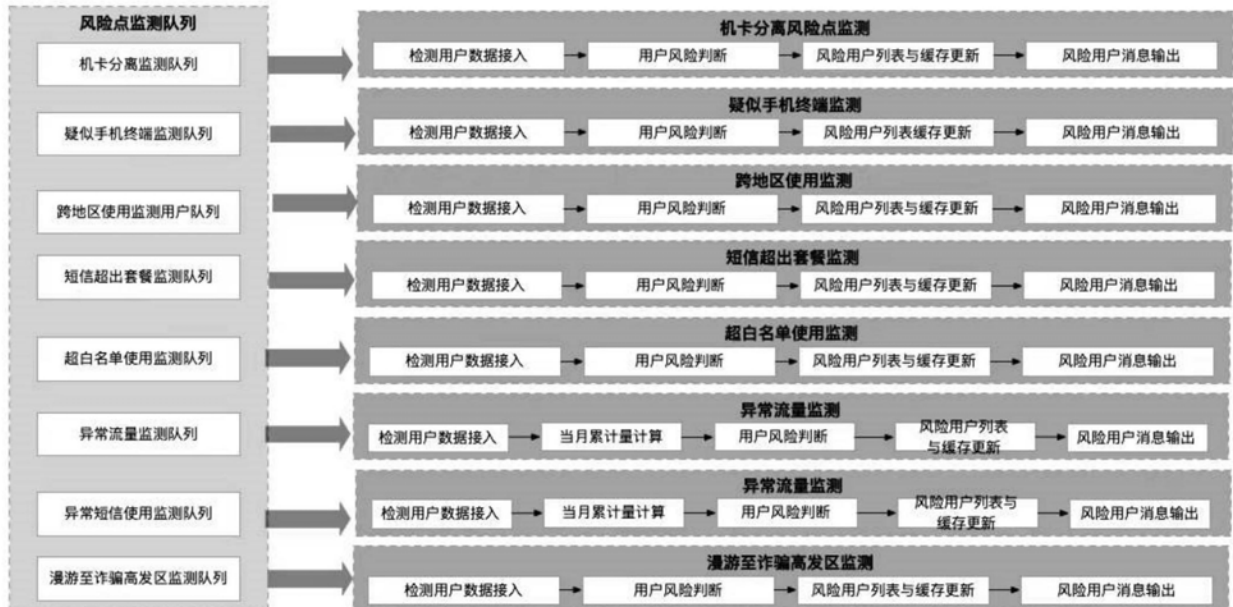 风险点监测队列
机卡分离监测队列
疑似手机终端监测队列
跨地区使用监测用户队列
短信超出套餐监测队列
超白名单使用监测队列
异常流量监测队列
异常短信使用监测队列
漫游至诈骗高发区监测队列
机卡分离风险点监测
检测用户数据接入
用户风险判断
风险用户列表与缓存更新
风险用户消息输出
疑似手机终端监测
检测用户数据接入
用户风险判断
风险用户列表缓存更新
风险用户消息输出
跨地区使用监测
检测用户数据接入
用户风险判断
风险用户列表与缓存更新
风险用户消息输出
短信超出套餐监测
检测用户数据接入
用户风险判断
风险用户列表与缓存更新
风险用户消息输出
超白名单使用监测
检测用户数据接入
用户风险判断
风险用户列表与缓存更新
风险用户消息输出
异常流量监测
检测用户数据接入
当月累计量计算
用户风险判断
风险用户列表
与缓存更新
风险用户消息输出
异常流量监测
检测用户数据接入
当月累计量计算
用户风险判断
风险用户列表与
缓存更新
风险用户消息输出
漫游至诈骗高发区监测
检测用户数据接入
用户风险判断
风险用户列表与缓存更新
风险用户消息输出